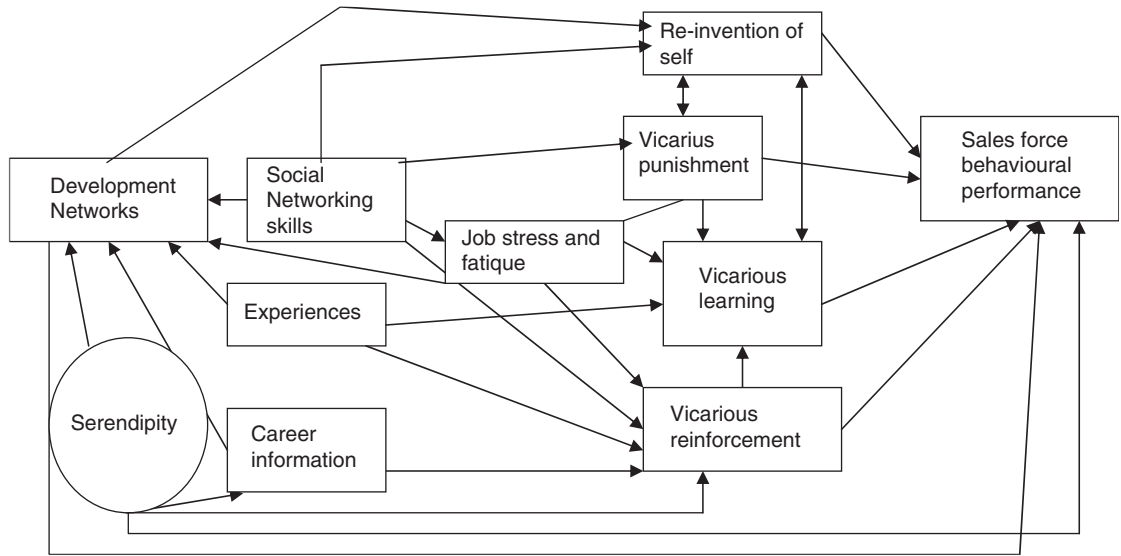 Re-invention of
self
Vicarius
punishment
Sales force
behavioural
performance
Development
Networks
Social
Networking
skills
Job stress and
fatique
Vicarious
learning
Experiences
Serendipity
Career
information
Vicarious
reinforcement